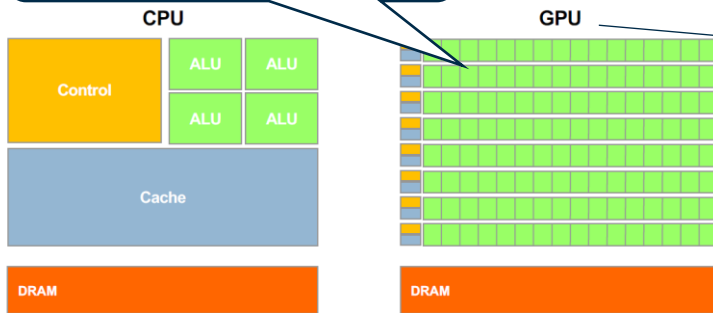 CPU
GPU
Control
ALU
ALU
ALU
ALU
Cache
DRAM
DRAM